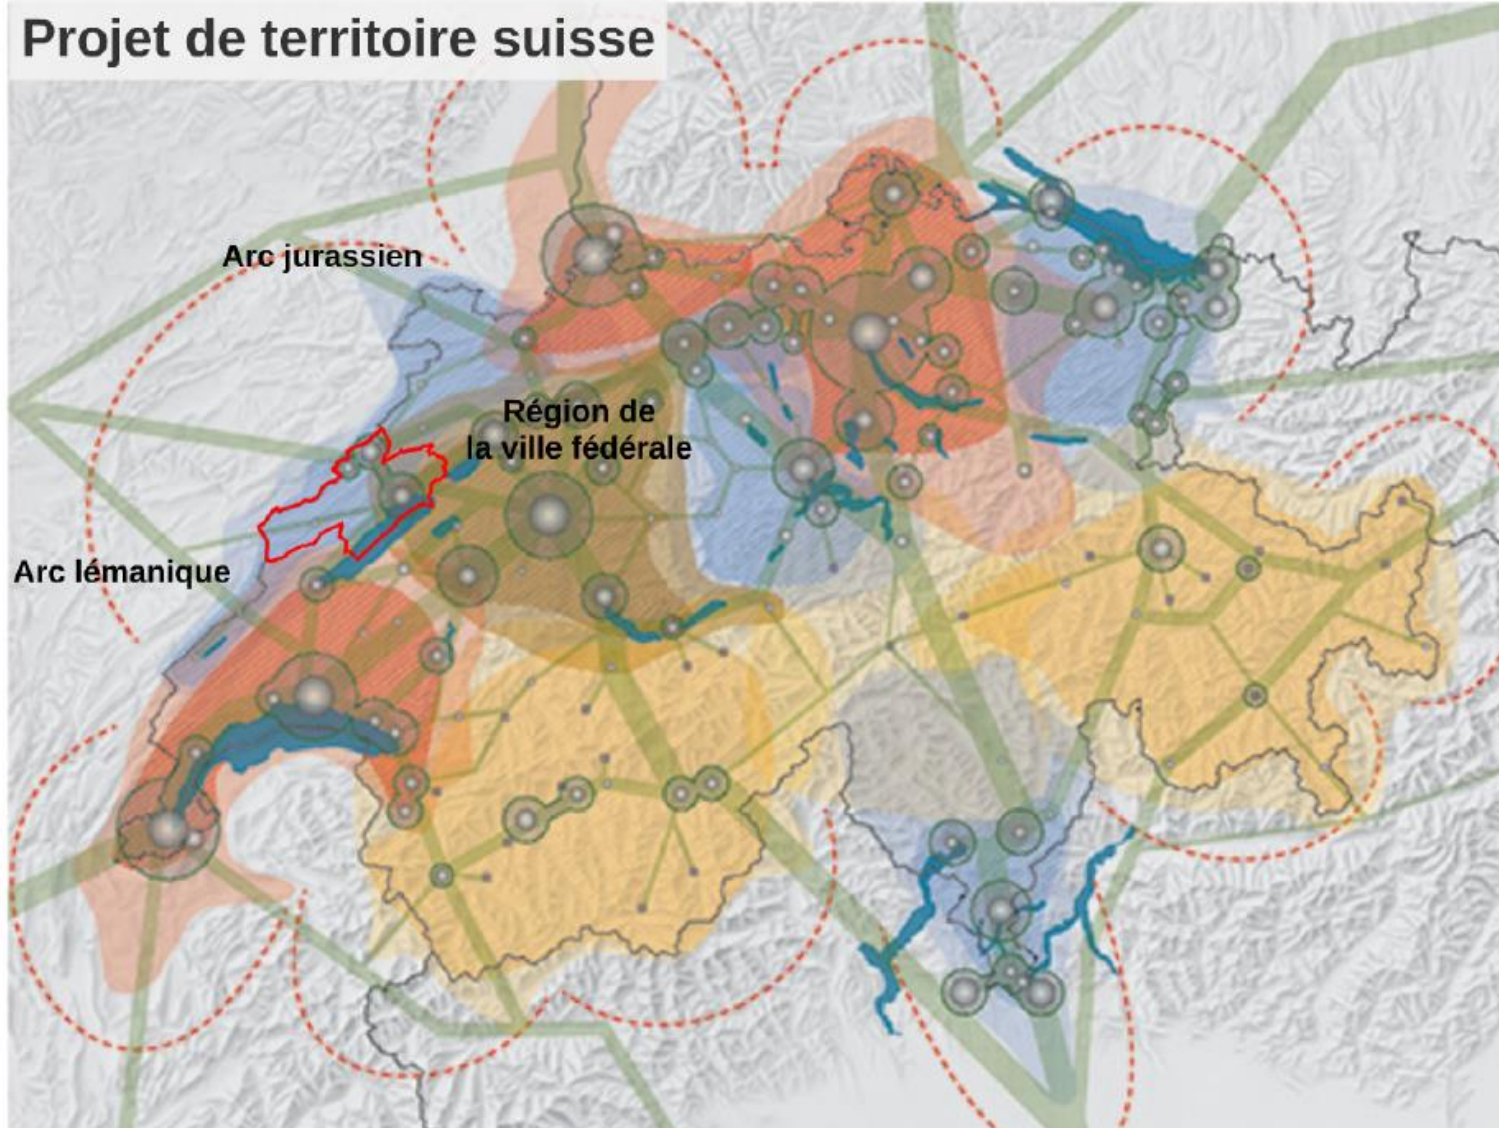 Projet de territoire suisse
Arc jurassien
Région de
la ville fédérale
Arc lémanique